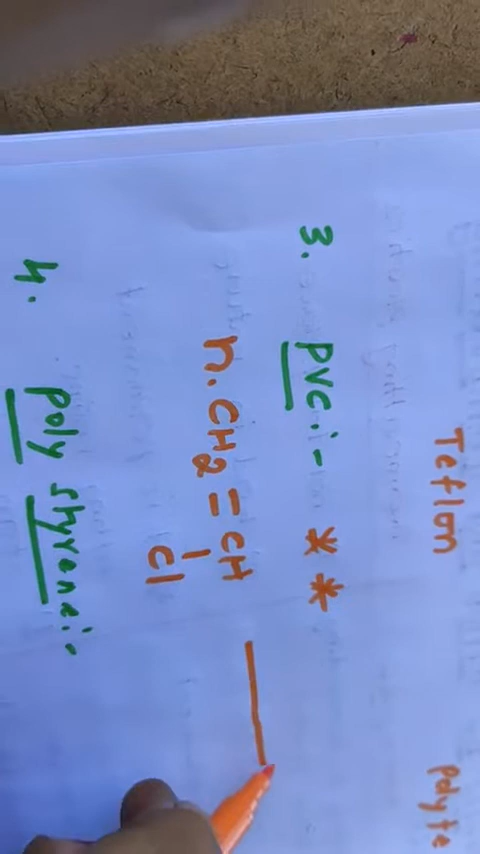 Teflon polyte
3. PVC :- **
n. CH2 = CH
Cl
4. Poly styrene :-